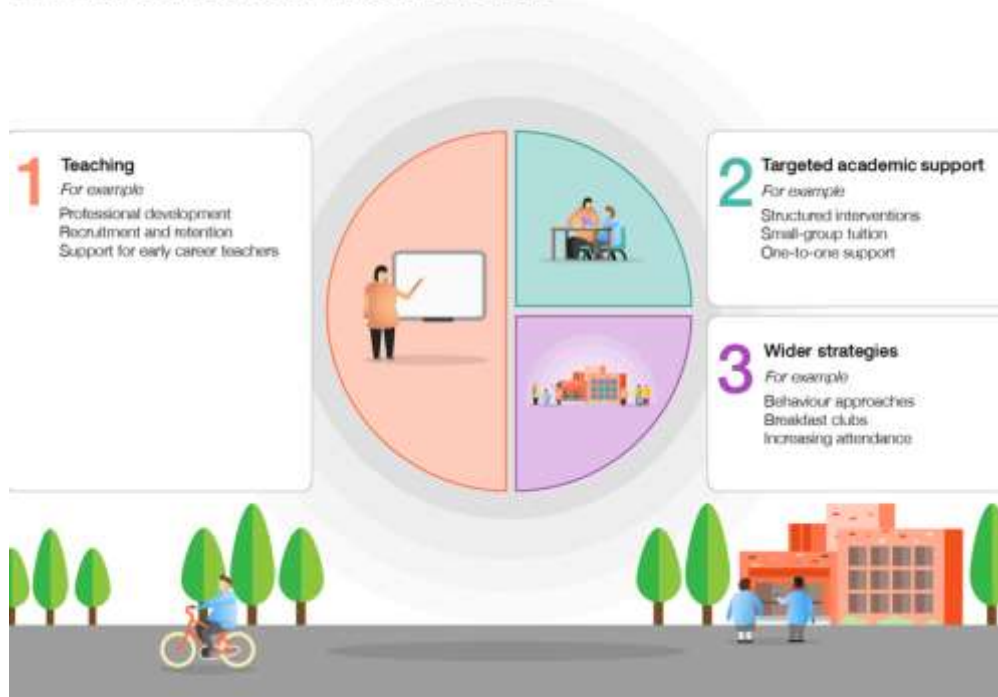 1
Teaching
For example
Professional development
Recruitment and retention
Support for early career teachers
2
Targeted academic support
For example
Structured interventions
Small-group tuition
One-to-one support
3
Wider strategies
For example
Behaviour approaches
Breakfast clubs
Increasing attendance